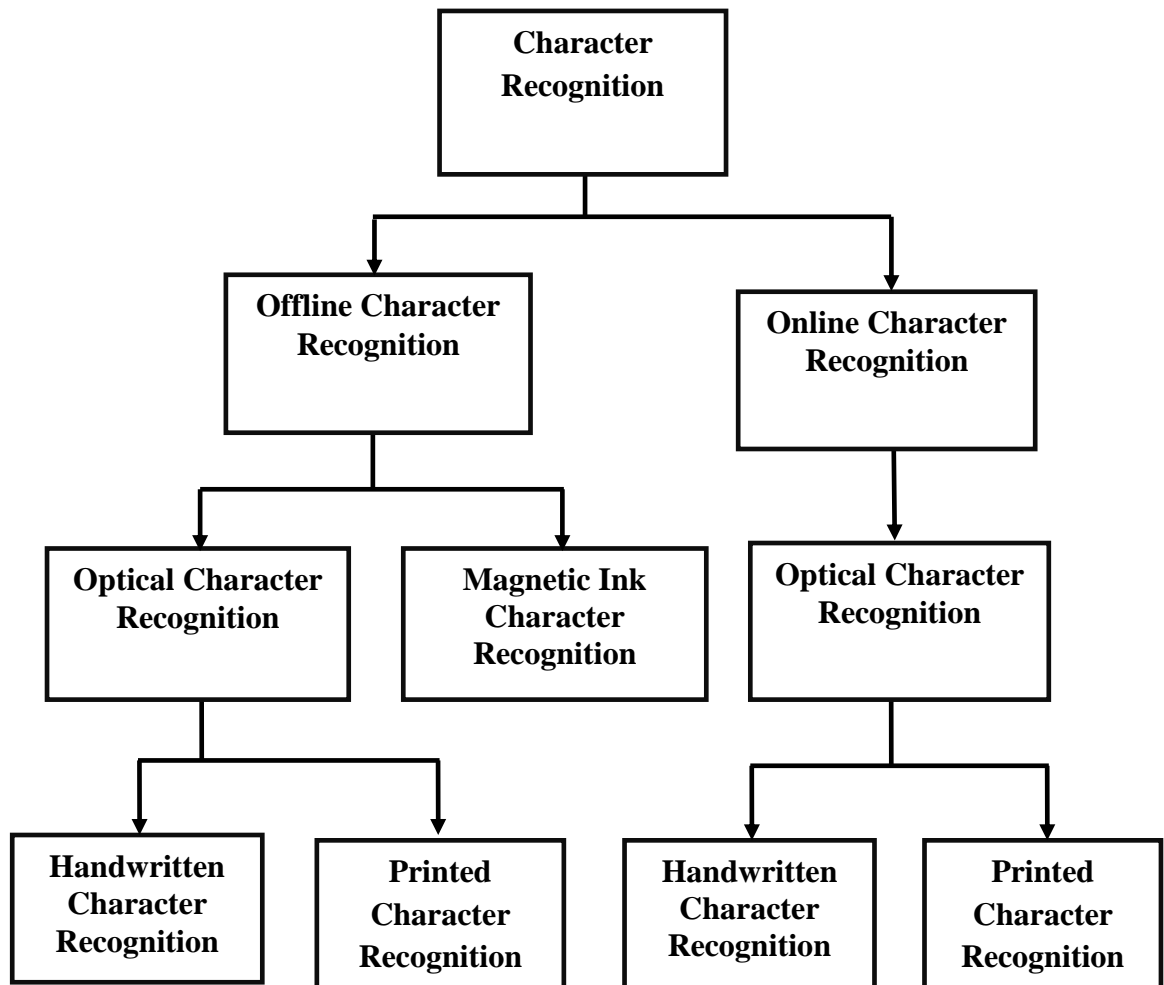 Character
Recognition
Offline Character
Recognition
Online Character
Recognition
Optical Character
Recognition
Magnetic Ink
Character
Recognition
Optical Character
Recognition
Handwritten
Character
Recognition
Printed
Character
Recognition
Handwritten
Character
Recognition
Printed
Character
Recognition